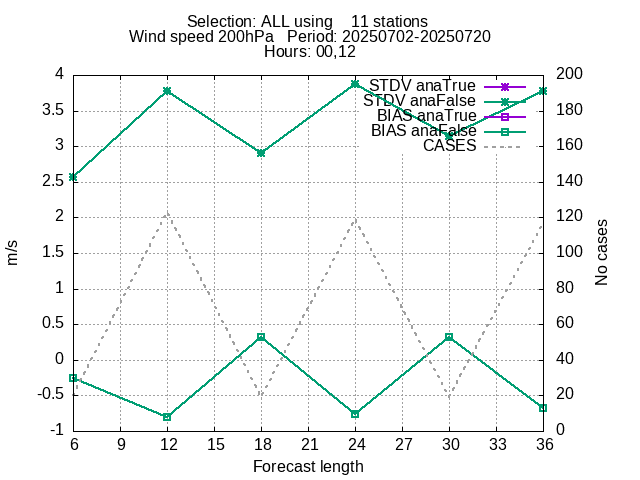 Selection: ALL using    11 stations
Wind speed 200hPa   Period: 20250702-20250720
Hours: 00,12
4
3.5
3
2.5
2
1.5
1
0.5
0
-0.5
-1
m/s
STDV anaTrue
STDV anaFalse
BIAS anaTrue
BIAS anaFalse
CASES
200
180
160
140
120
100
80
60
40
20
0
No cases
6 9 12 15 18 21 24 27 30 33 36
Forecast length